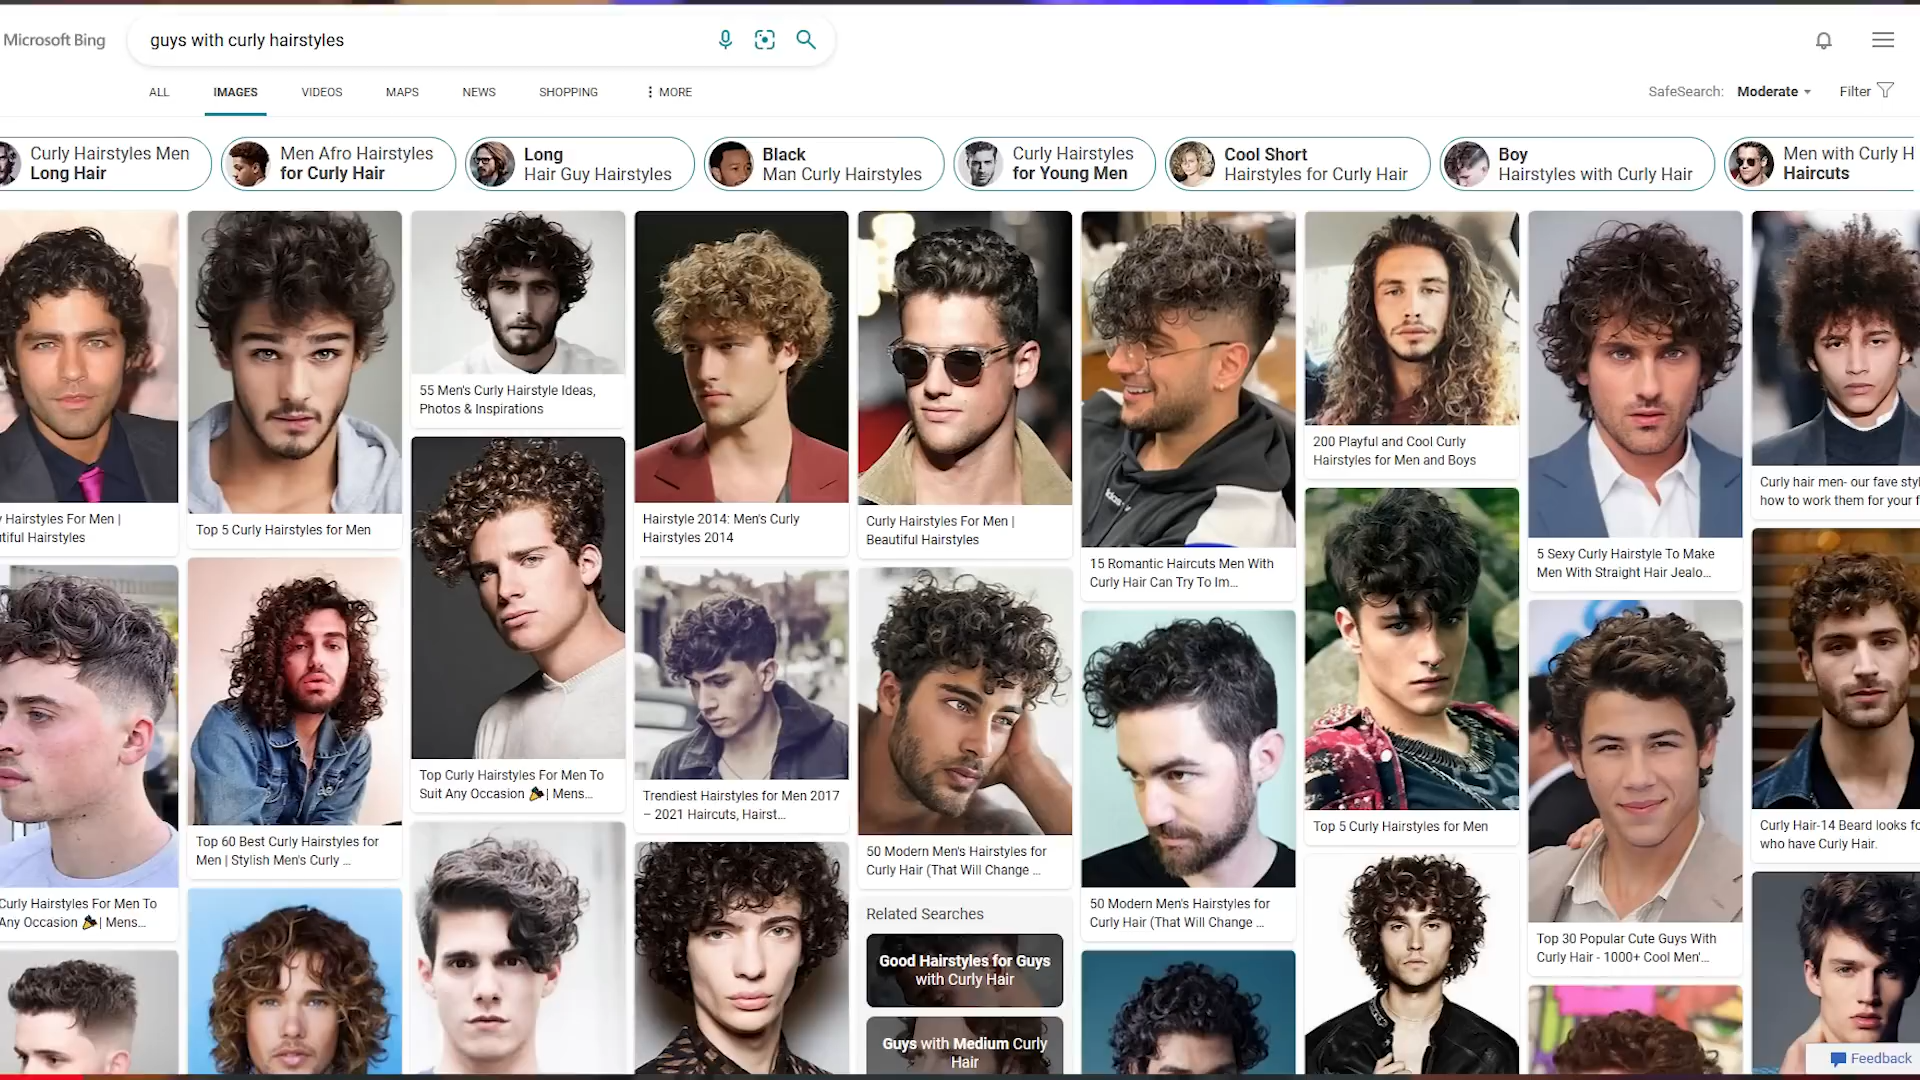 Microsoft Bing
guys with curly hairstyles
ALL
IMAGES
VIDEOS
MAPS
NEWS
SHOPPING
MORE
SafeSearch:
Moderate
Filter
Curly Hairstyles Men
Long Hair
Men Afro Hairstyles
for Curly Hair
Long
Hair Guy Hairstyles
Black
Man Curly Hairstyles
Curly Hairstyles
for Young Men
Cool Short
Hairstyles for Curly Hair
Boy
Hairstyles with Curly Hair
Men with Curly H
Haircuts
Hairstyles For Men |
Hairstyles
Top 5 Curly Hairstyles for Men
55 Men's Curly Hairstyle Ideas,
Photos & Inspirations
Hairstyle 2014: Men's Curly
Hairstyles 2014
Curly Hairstyles For Men |
Beautiful Hairstyles
15 Romantic Haircuts Men With
Curly Hair Can Try To Im...
200 Playful and Cool Curly
Hairstyles for Men and Boys
5 Sexy Curly Hairstyle To Make
Men With Straight Hair Jealo...
Curly hair men- our fave
how to work them for your
Curly Hair For Men To
Any Occasion 🎉| Mens...
Top 60 Best Curly Hairstyles for
Men | Stylish Men's Curly ...
Top Curly Hairstyles For Men To
Suit Any Occasion 🎉| Mens...
Trendiest Hairstyles for Men 2017
– 2021 Haircuts, Hairst...
50 Modern Men's Hairstyles for
Curly Hair (That Will Change ...
Related Searches
Good Hairstyles for Guys
with Curly Hair
Guys with Medium Curly
Hair
50 Modern Men's Hairstyles for
Curly Hair (That Will Change ...
Top 5 Curly Hairstyles for Men
Top 30 Popular Cute Guys With
Curly Hair - 1000+ Cool Men'...
Curly Hair-14 Beard looks
who have Curly Hair.
Feedback